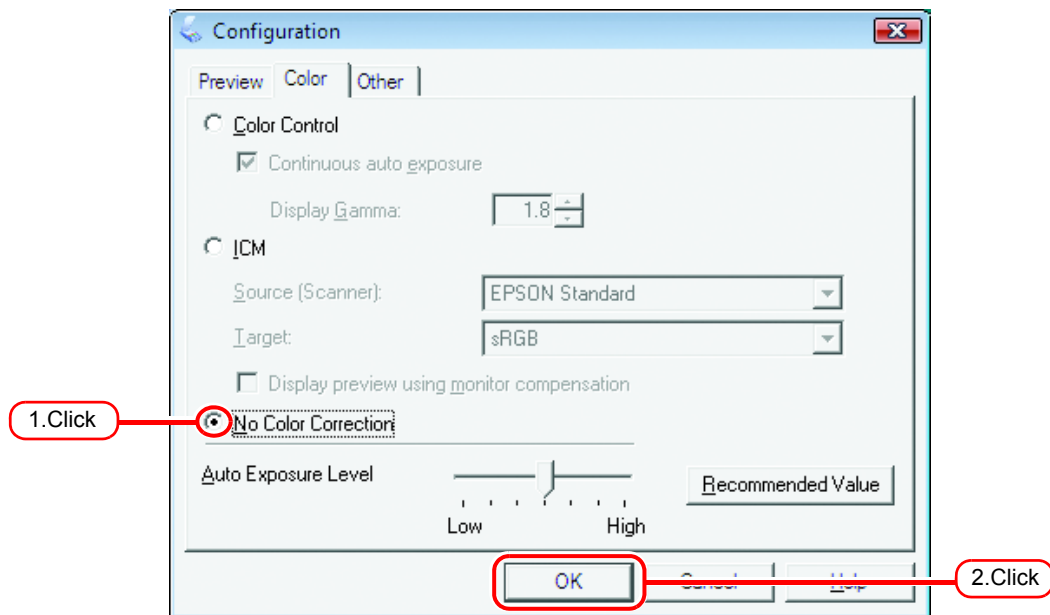 Configuration
Preview Color Other
Color Control
Continuous auto exposure
Display Gamma: 1.8
ICM
Source (Scanner): EPSON Standard
Target: sRGB
Display preview using monitor compensation
1.Click
No Color Correction
Auto Exposure Level
Recommended Value
Low High
OK Cancel Help
2.Click